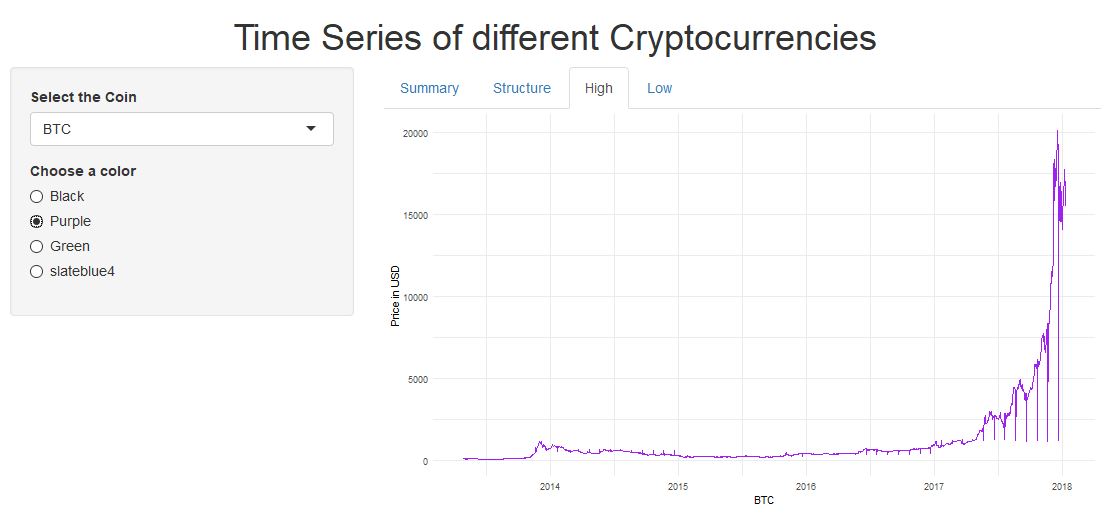 Time Series of different Cryptocurrencies
Select the Coin
BTC
Choose a color
Black
Purple
Green
slateblue4
Summary Structure High Low
20000
15000
10000
5000
0
Price in USD
2014 2015 2016 2017 2018
BTC